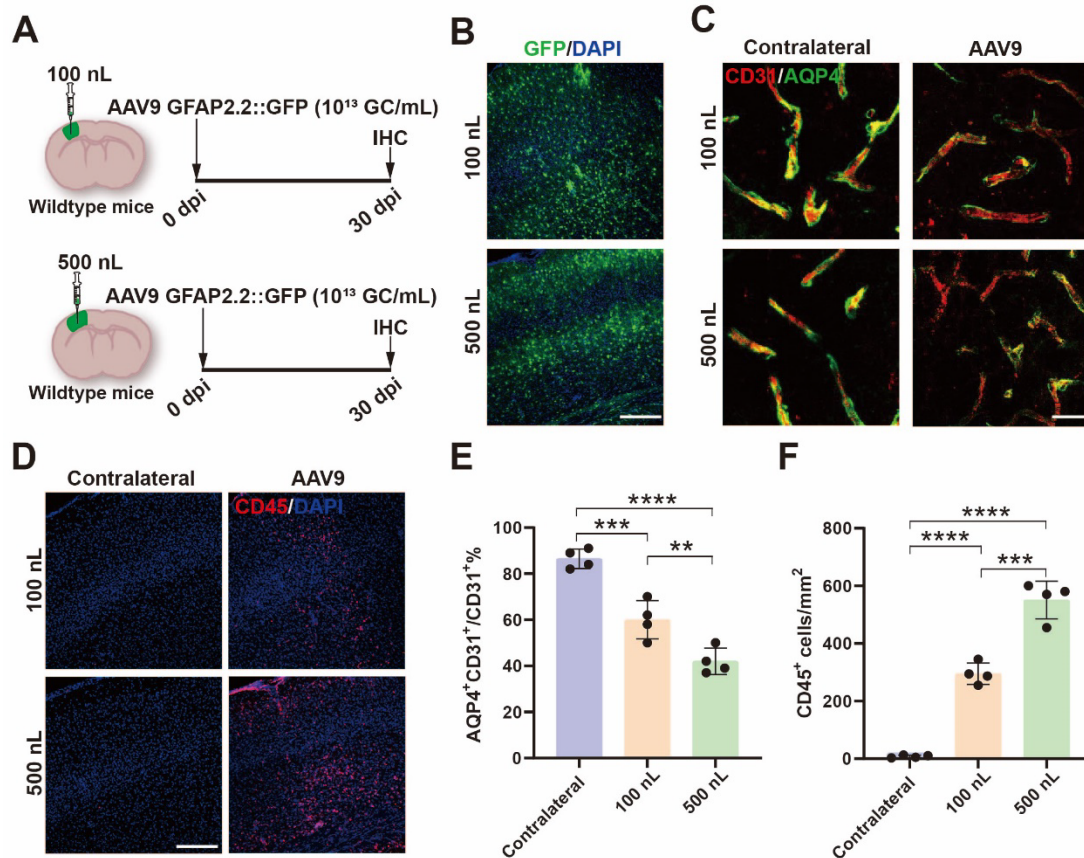 A
100 nL
AAV9 GFAP2.2::GFP (10¹³ GC/mL)
IHC
Wildtype mice
0 dpi
30 dpi
500 nL
AAV9 GFAP2.2::GFP (10¹³ GC/mL)
IHC
Wildtype mice
0 dpi
30 dpi
B
GFP/DAPI
100 nL
500 nL
C
Contralateral
AAV9
CD31/AQP4
100 nL
500 nL
D
Contralateral
AAV9
CD45/DAPI
100 nL
500 nL
E
****
***
**
AQP4⁺CD31⁺/CD31⁺%
100
80
60
40
20
0
Contralateral
100 nL
500 nL
F
****
****
***
CD45⁺ cells/mm²
800
600
400
200
0
Contralateral
100 nL
500 nL